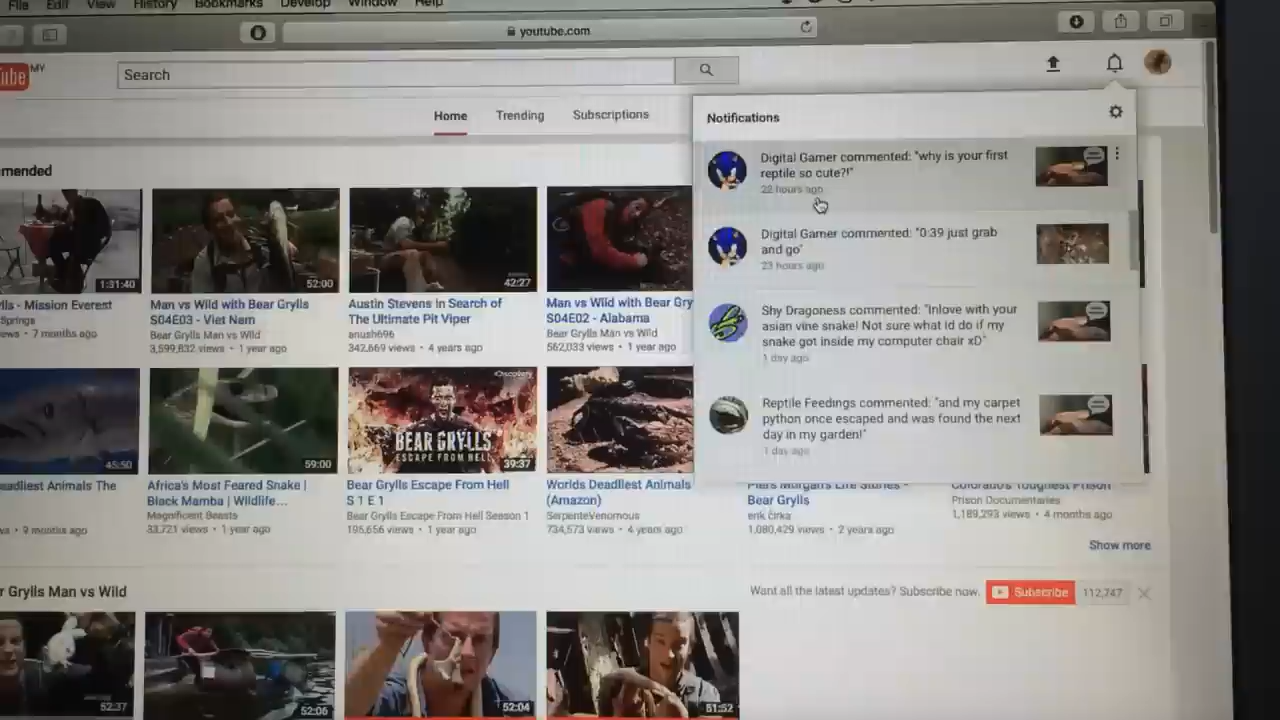 File Edit View History Bookmarks Develop Window Help
youtube.com
Tube MY
Search
Home Trending Subscriptions
Notifications
Digital Gamer commented: "why is your first
reptile so cute?!"
22 hours ago
Digital Gamer commented: "0:39 just grab
and go"
23 hours ago
Shy Dragoness commented: "Inlove with your
asian vine snake! Not sure what Id do if my
snake got inside my computer chair xD"
1 day ago
Reptile Feedings commented: "and my carpet
python once escaped and was found the next
day in my garden!"
1 day ago
mended
1:31:40
52:00
42:27
lls - Mission Everest
Springs
ews • 7 months ago
Man vs Wild with Bear Grylls
S04E03 - Viet Nam
Bear Grylls Man vs Wild
3,599,832 views • 1 year ago
Austin Stevens In Search of
The Ultimate Pit Viper
anush696
342,669 views • 4 years ago
Man vs Wild with Bear Gry
S04E02 - Alabama
Bear Grylls Man vs Wild
562,033 views • 1 year ago
45:50
59:00
Discovery
BEAR GRYLLS
ESCAPE FROM HELL
39:37
eadliest Animals The
ws • 9 months ago
Africa's Most Feared Snake |
Black Mamba | Wildlife...
Magnificent Beasts
33,721 views • 1 year ago
Bear Grylls Escape From Hell
S 1 E 1
Bear Grylls Escape From Hell Season 1
195,656 views • 1 year ago
Worlds Deadliest Animals
(Amazon)
SerpenteVenomous
734,573 views • 4 years ago
Piers Morgan's Life Stories -
Bear Grylls
erik čirka
1,080,429 views • 2 years ago
Colorado's Toughest Prison
Prison Documentaries
1,189,293 views • 4 months ago
Show more
r Grylls Man vs Wild
Want all the latest updates? Subscribe now.
Subscribe 112,747
52:37
52:05
52:04
51:52